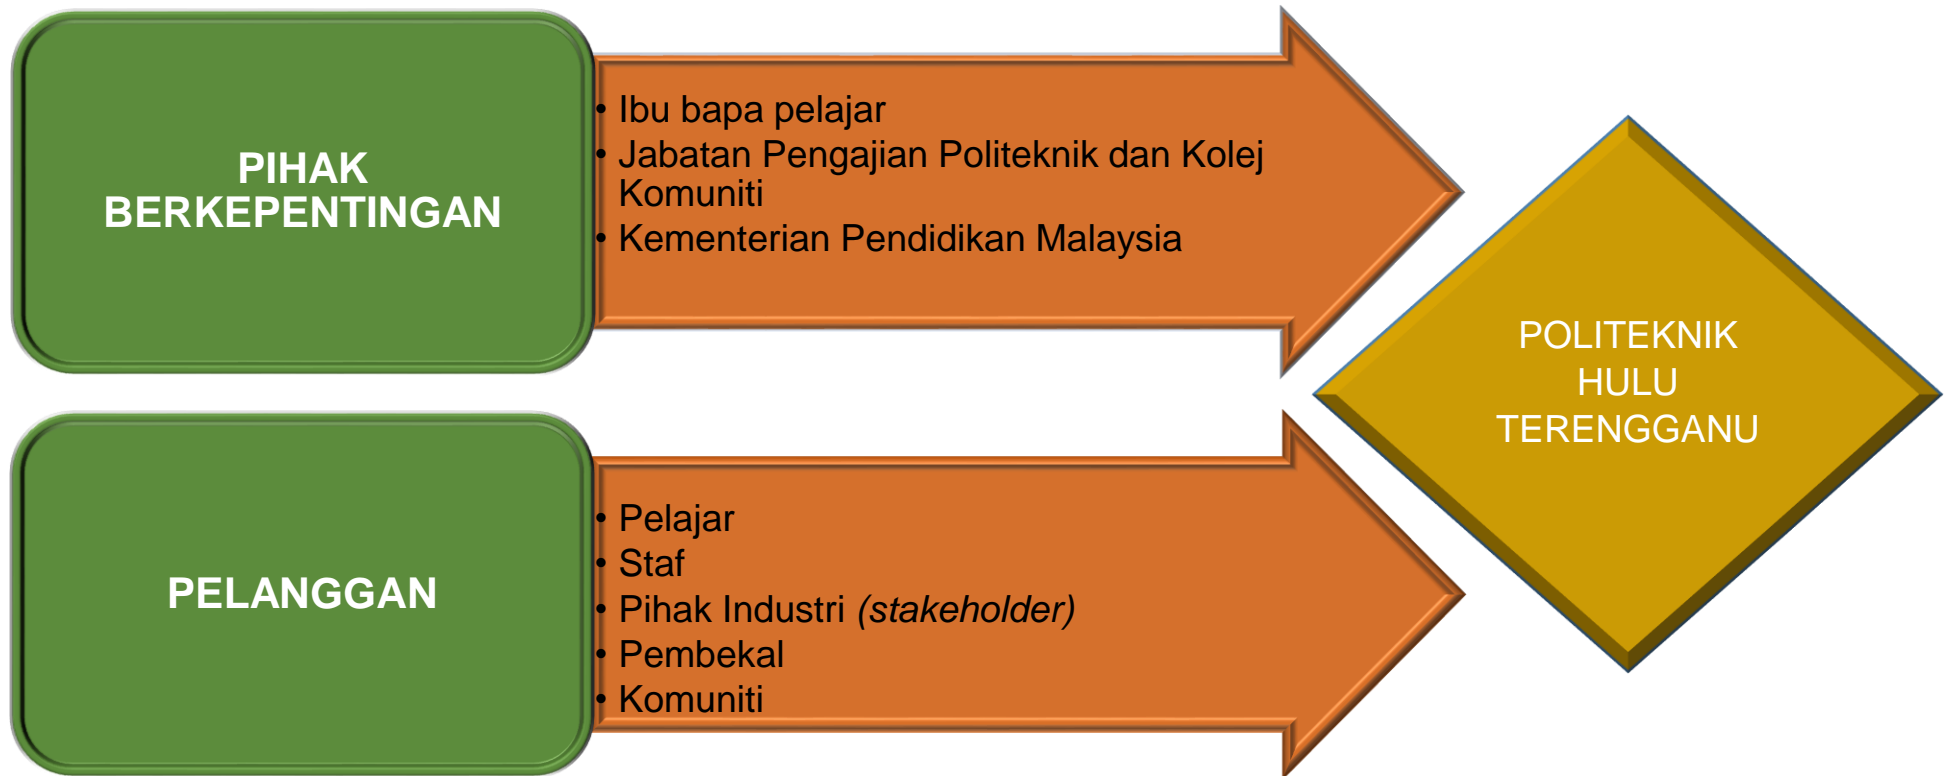 PIHAK
BERKEPENTINGAN
• Ibu bapa pelajar
• Jabatan Pengajian Politeknik dan Kolej
Komuniti
• Kementerian Pendidikan Malaysia
PELANGGAN
• Pelajar
• Staf
• Pihak Industri (stakeholder)
• Pembekal
• Komuniti
POLITEKNIK
HULU
TERENGGANU